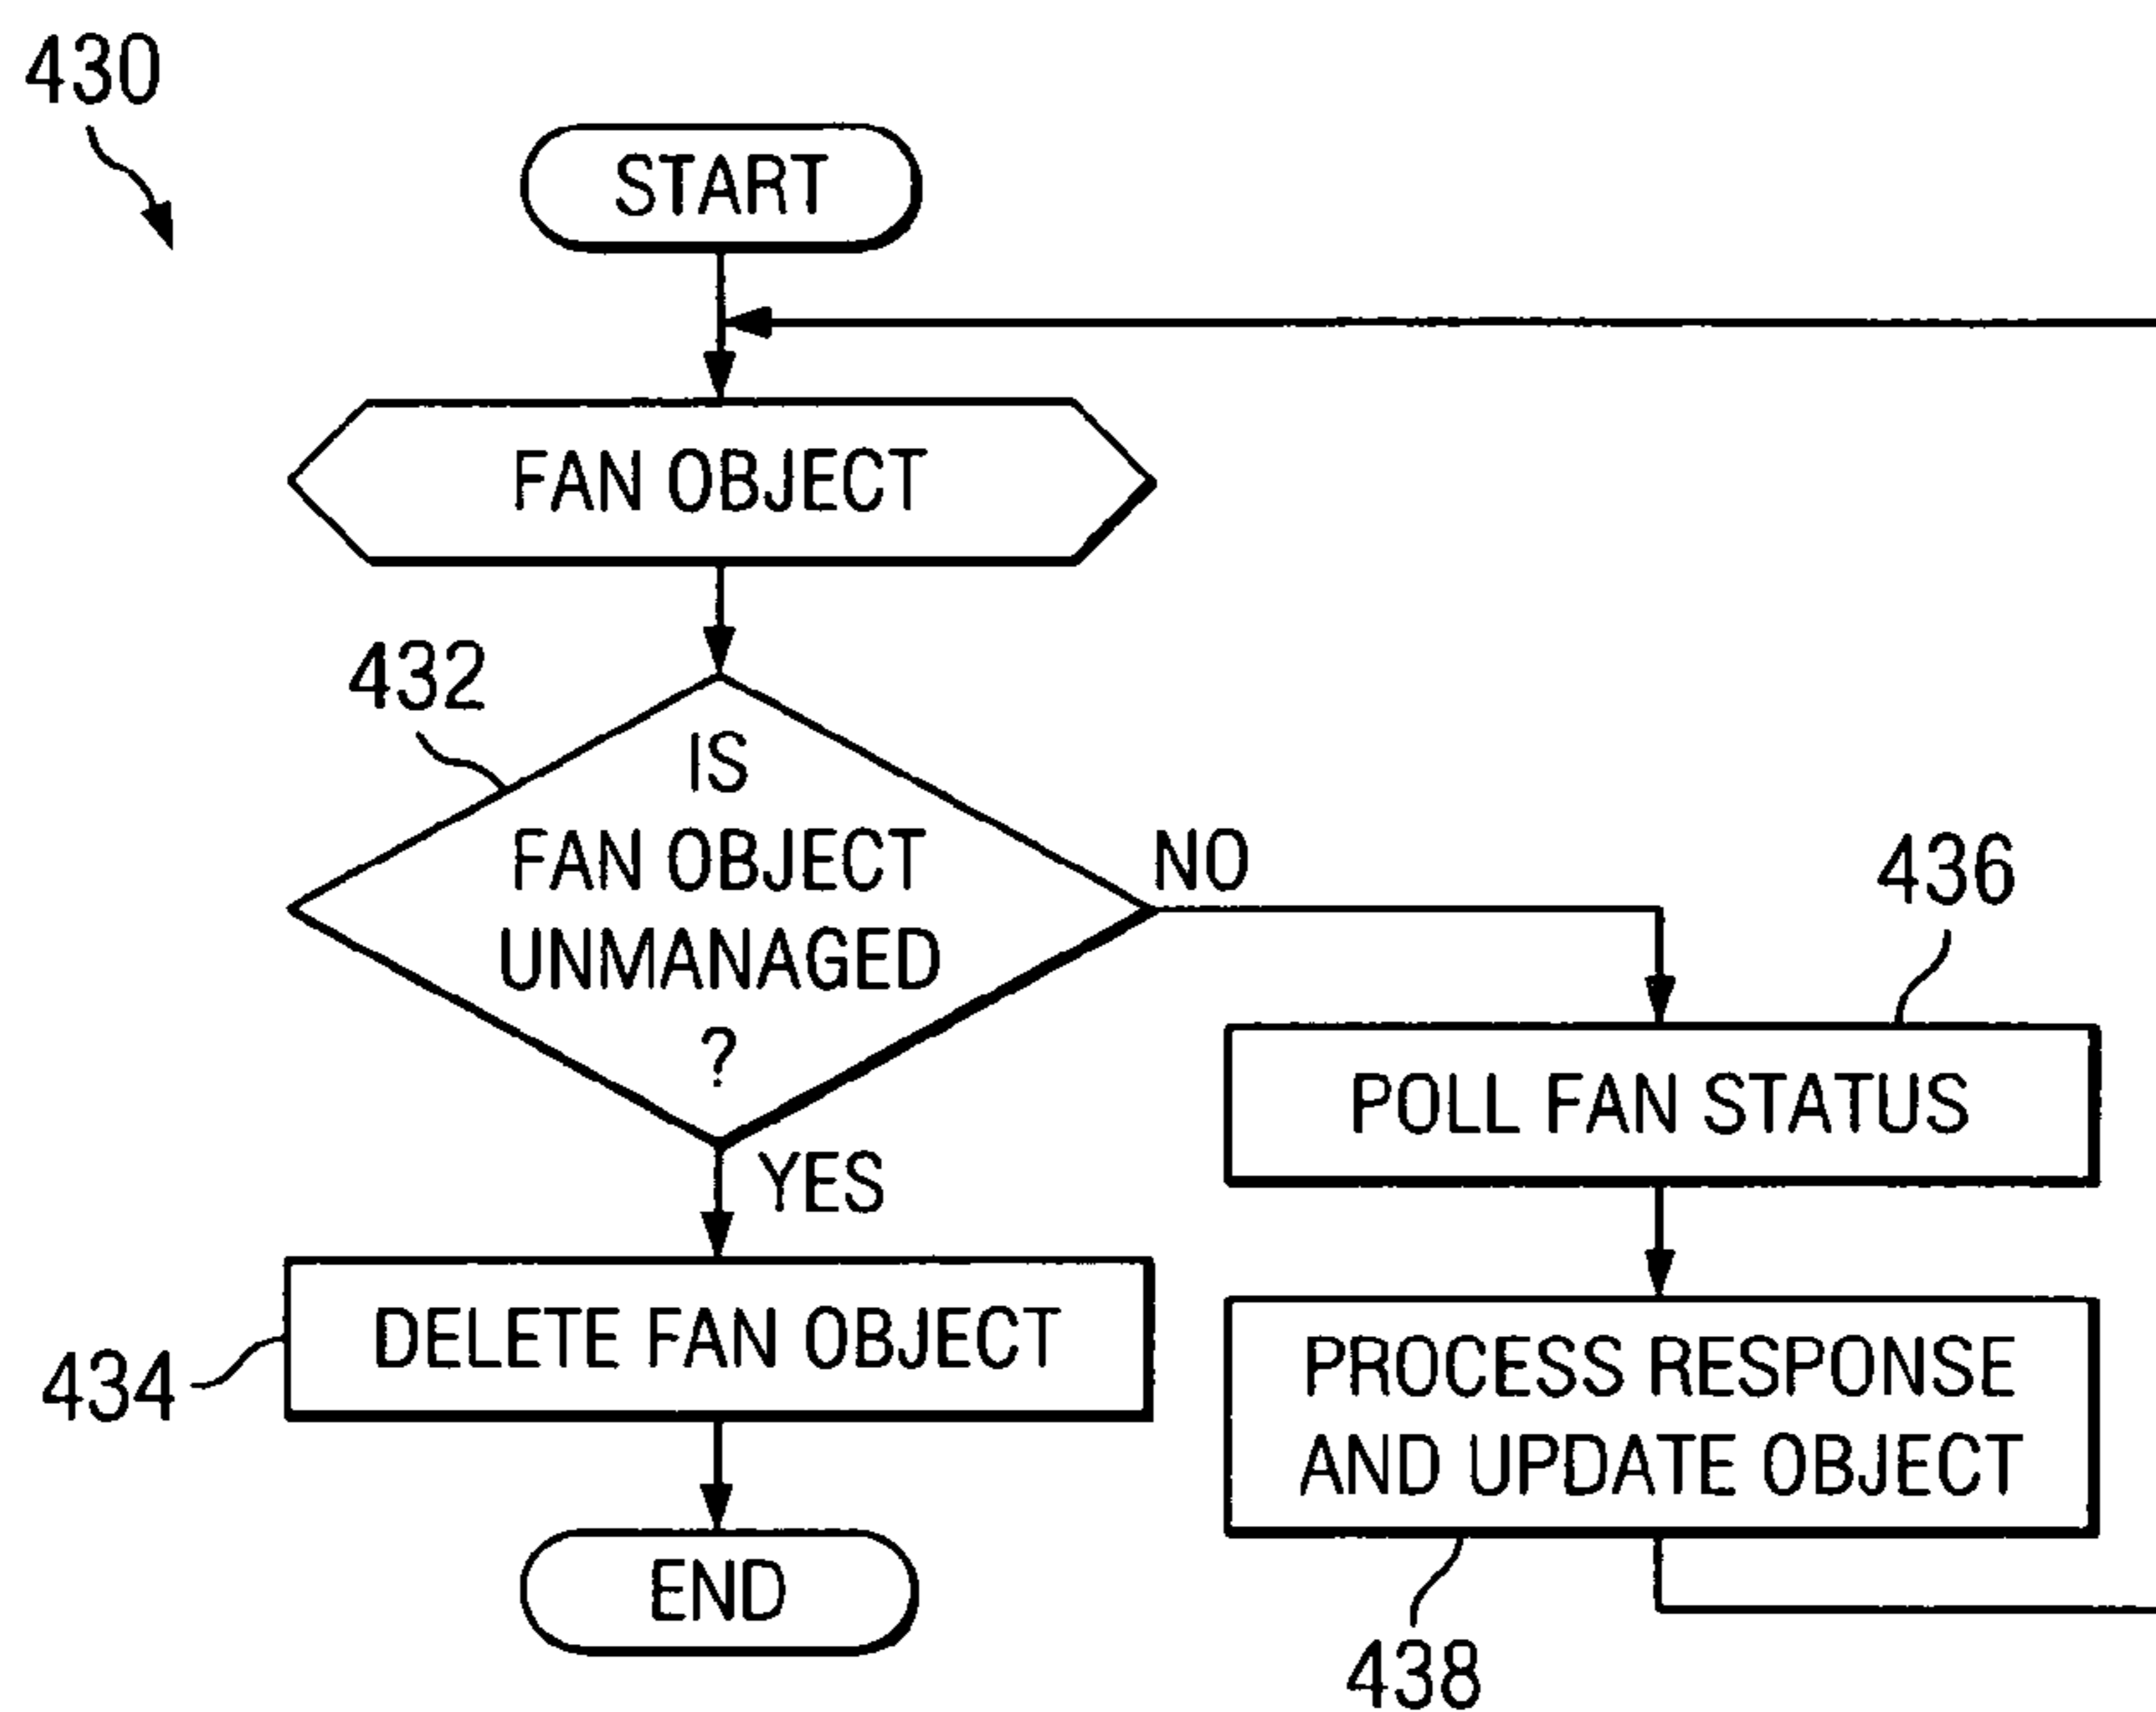 430
START
FAN OBJECT
432
IS
FAN OBJECT
UNMANAGED
?
NO
YES
436
POLL FAN STATUS
434
DELETE FAN OBJECT
PROCESS RESPONSE
AND UPDATE OBJECT
END
438